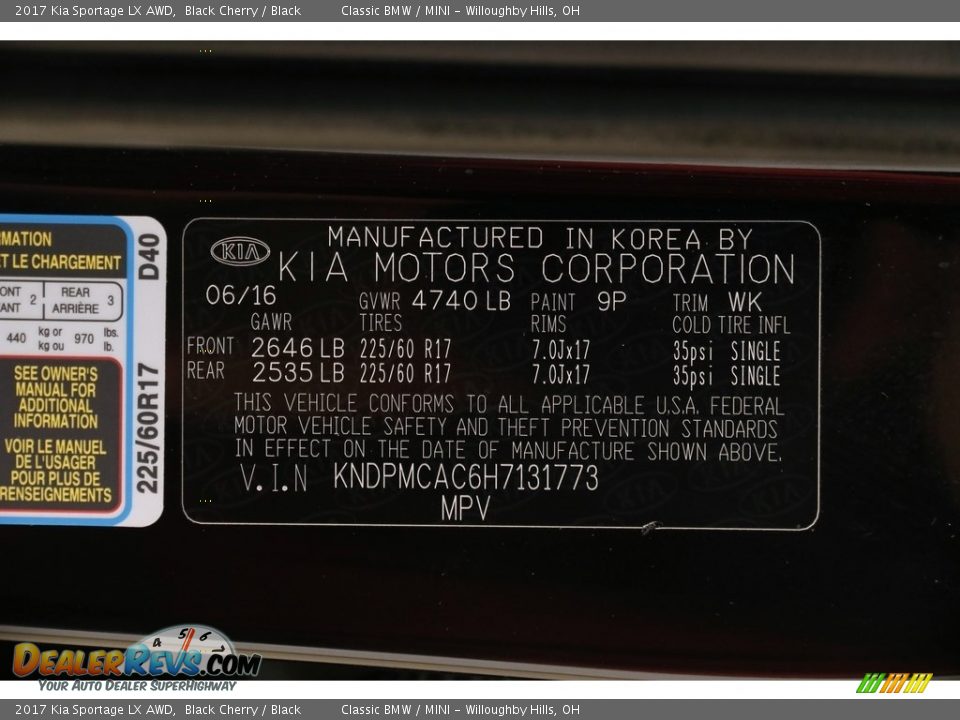 2017 Kia Sportage LX AWD, Black Cherry / Black Classic BMW / MINI - Willoughby Hills, OH
MANUFACTURED IN KOREA BY
KIA KIA MOTORS CORPORATION
06/16 GVWR 4740 LB PAINT 9P TRIM WK
GAWR TIRES RIMS COLD TIRE INFL
FRONT 2646 LB 225/60 R17 7.0Jx17 35psi SINGLE
REAR 2535 LB 225/60 R17 7.0Jx17 35psi SINGLE
THIS VEHICLE CONFORMS TO ALL APPLICABLE U.S.A. FEDERAL
MOTOR VEHICLE SAFETY AND THEFT PREVENTION STANDARDS
IN EFFECT ON THE DATE OF MANUFACTURE SHOWN ABOVE.
V.I.N KNDPMCAC6H7131773
MPV
RMATION
ET LE CHARGEMENT
ONT 2 REAR 3
ANT ARRIÈRE
440 kg or 970 lbs.
kg ou lb.
SEE OWNER'S
MANUAL FOR
ADDITIONAL
INFORMATION
VOIR LE MANUEL
DE L'USAGER
POUR PLUS DE
RENSEIGNEMENTS
225/60R17 D40
4 5 6 7
DEALERREVS.COM
YOUR AUTO DEALER SUPERHIGHWAY
2017 Kia Sportage LX AWD, Black Cherry / Black Classic BMW / MINI - Willoughby Hills, OH